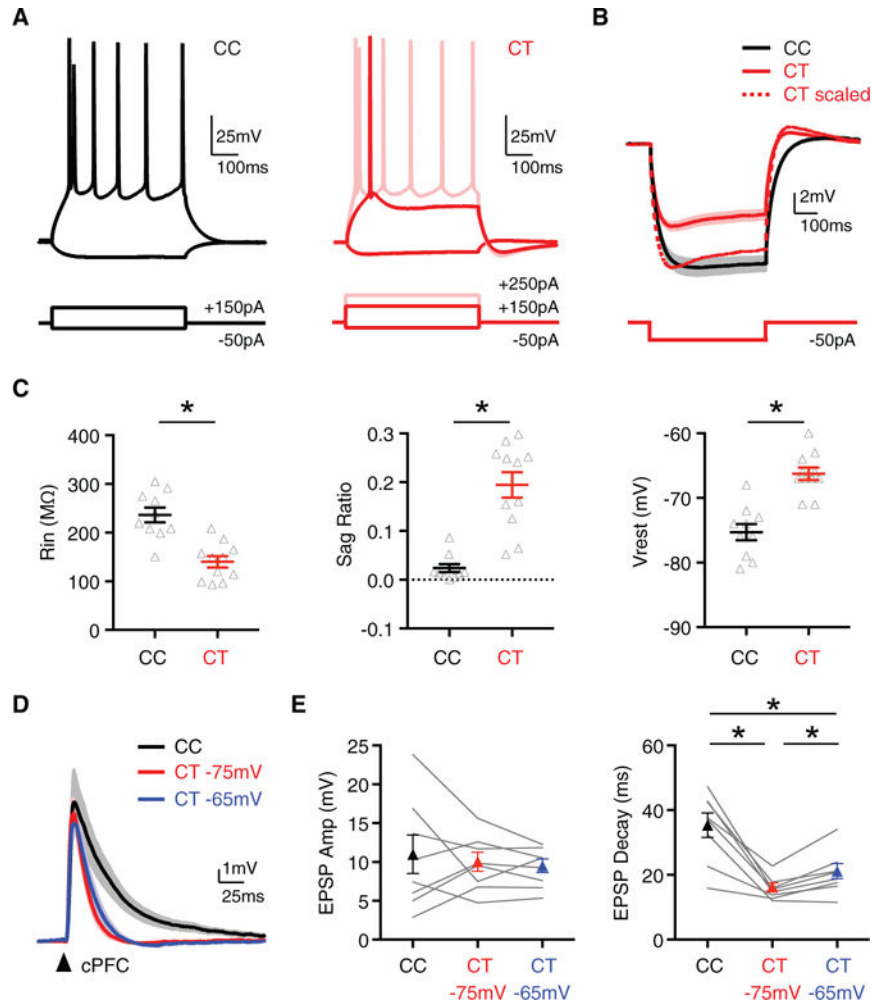 A
CC
25mV
100ms
+150pA
-50pA
CT
25mV
100ms
+250pA
+150pA
-50pA
B
CC
CT
CT scaled
2mV
100ms
-50pA
C
*
Rin (MΩ)
400
300
200
100
0
CC
CT
*
Sag Ratio
0.3
0.2
0.1
0.0
-0.1
CC
CT
*
Vrest (mV)
-60
-70
-80
-90
CC
CT
D
CC
CT -75mV
CT -65mV
1mV
25ms
cPFC
E
EPSP Amp (mV)
25
20
15
10
5
0
CC
CT
-75mV
CT
-65mV
*
*
*
EPSP Decay (ms)
60
40
20
0
CC
CT
-75mV
CT
-65mV